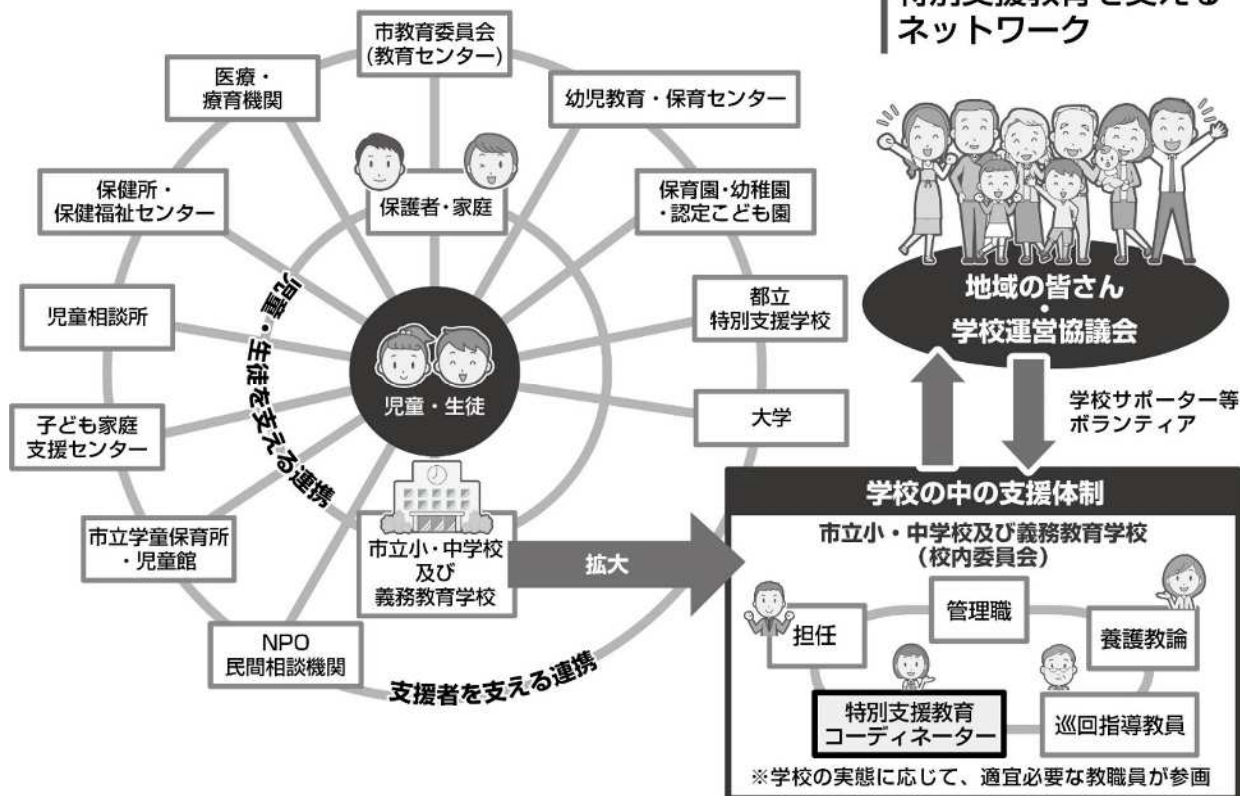 特別支援教育を支える
ネットワーク
市教育委員会
(教育センター)
医療・
療育機関
幼児教育・保育センター
保健所・
保健福祉センター
保護者・家庭
保育園・幼稚園
・認定こども園
児童相談所
児童・生徒を支える連携
都立
特別支援学校
児童・生徒
子ども家庭
支援センター
大学
市立学童保育所
・児童館
市立小・中学校
及び
義務教育学校
NPO
民間相談機関
支援者を支える連携
拡大
地域の皆さん
・
学校運営協議会
学校サポーター等
ボランティア
学校の中の支援体制
市立小・中学校及び義務教育学校
(校内委員会)
担任
管理職
養護教諭
特別支援教育
コーディネーター
巡回指導教員
※学校の実態に応じて、適宜必要な教職員が参画